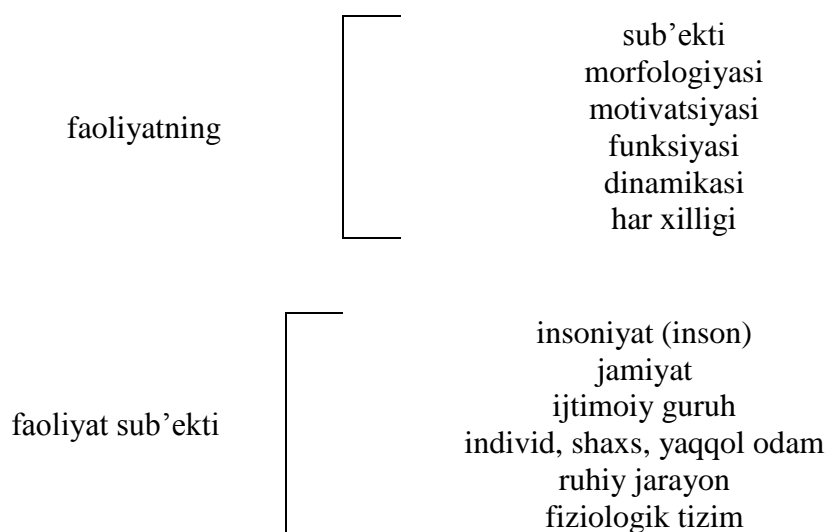 faoliyatning
sub’ekti
morfologiyasi
motivatsiyasi
funksiyasi
dinamikasi
har xilligi
faoliyat sub’ekti
insoniyat (inson)
jamiyat
ijtimoiy guruh
individ, shaxs, yaqqol odam
ruhiy jarayon
fiziologik tizim